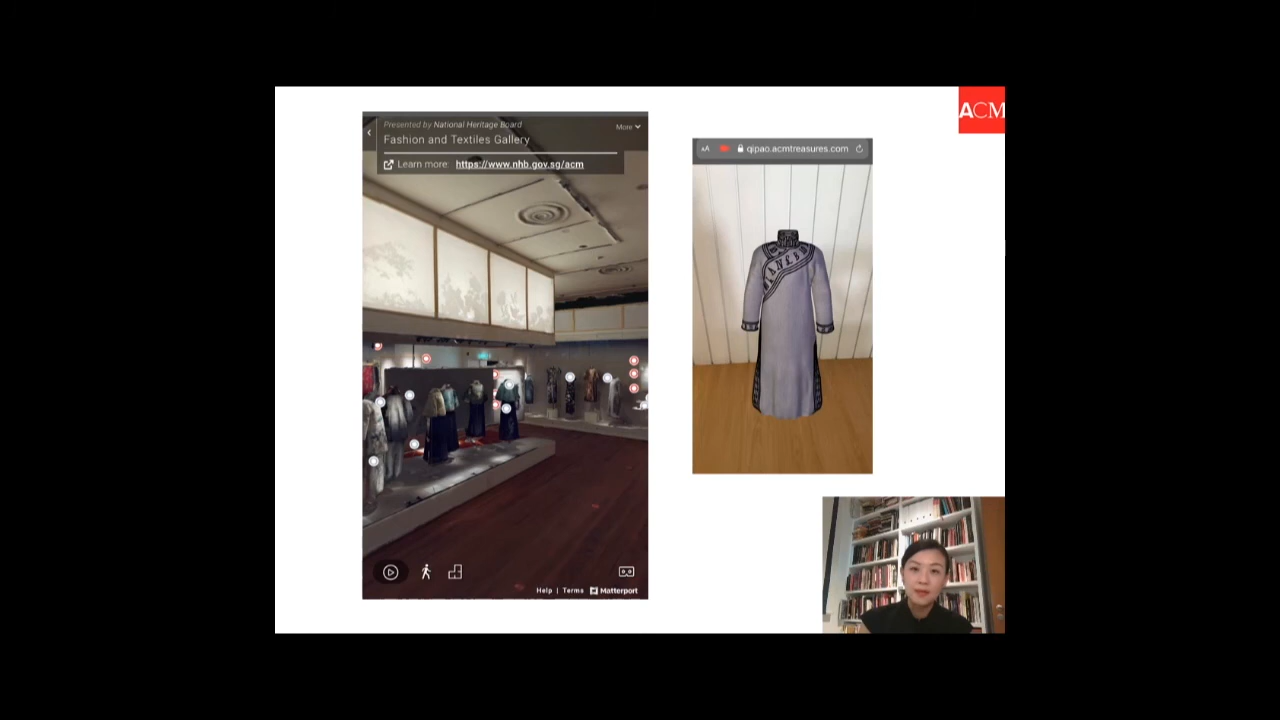 Presented by National Heritage Board
More
Fashion and Textiles Gallery
Learn more: https://www.nhb.gov.sg/acm
Help | Terms Matterport
AA qipao.acmtreasures.com
ACM